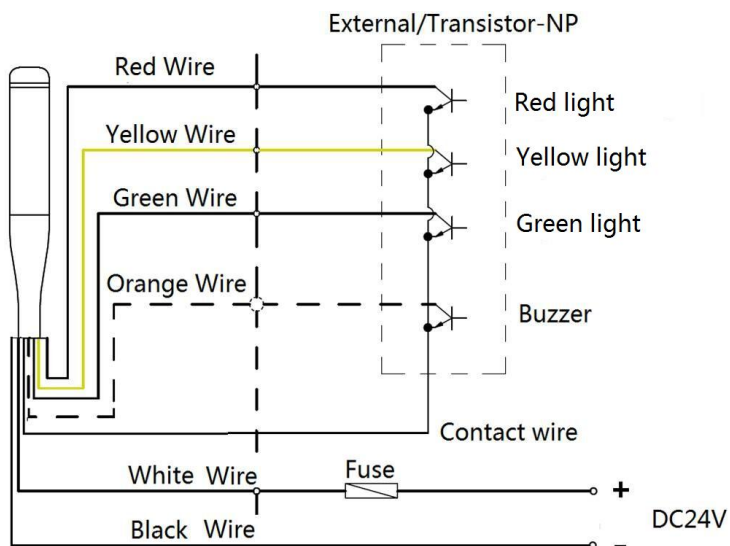 External/Transistor-NP
Red Wire
Red light
Yellow Wire
Yellow light
Green Wire
Green light
Orange Wire
Buzzer
Contact wire
White Wire
Fuse
+
DC24V
Black Wire
-